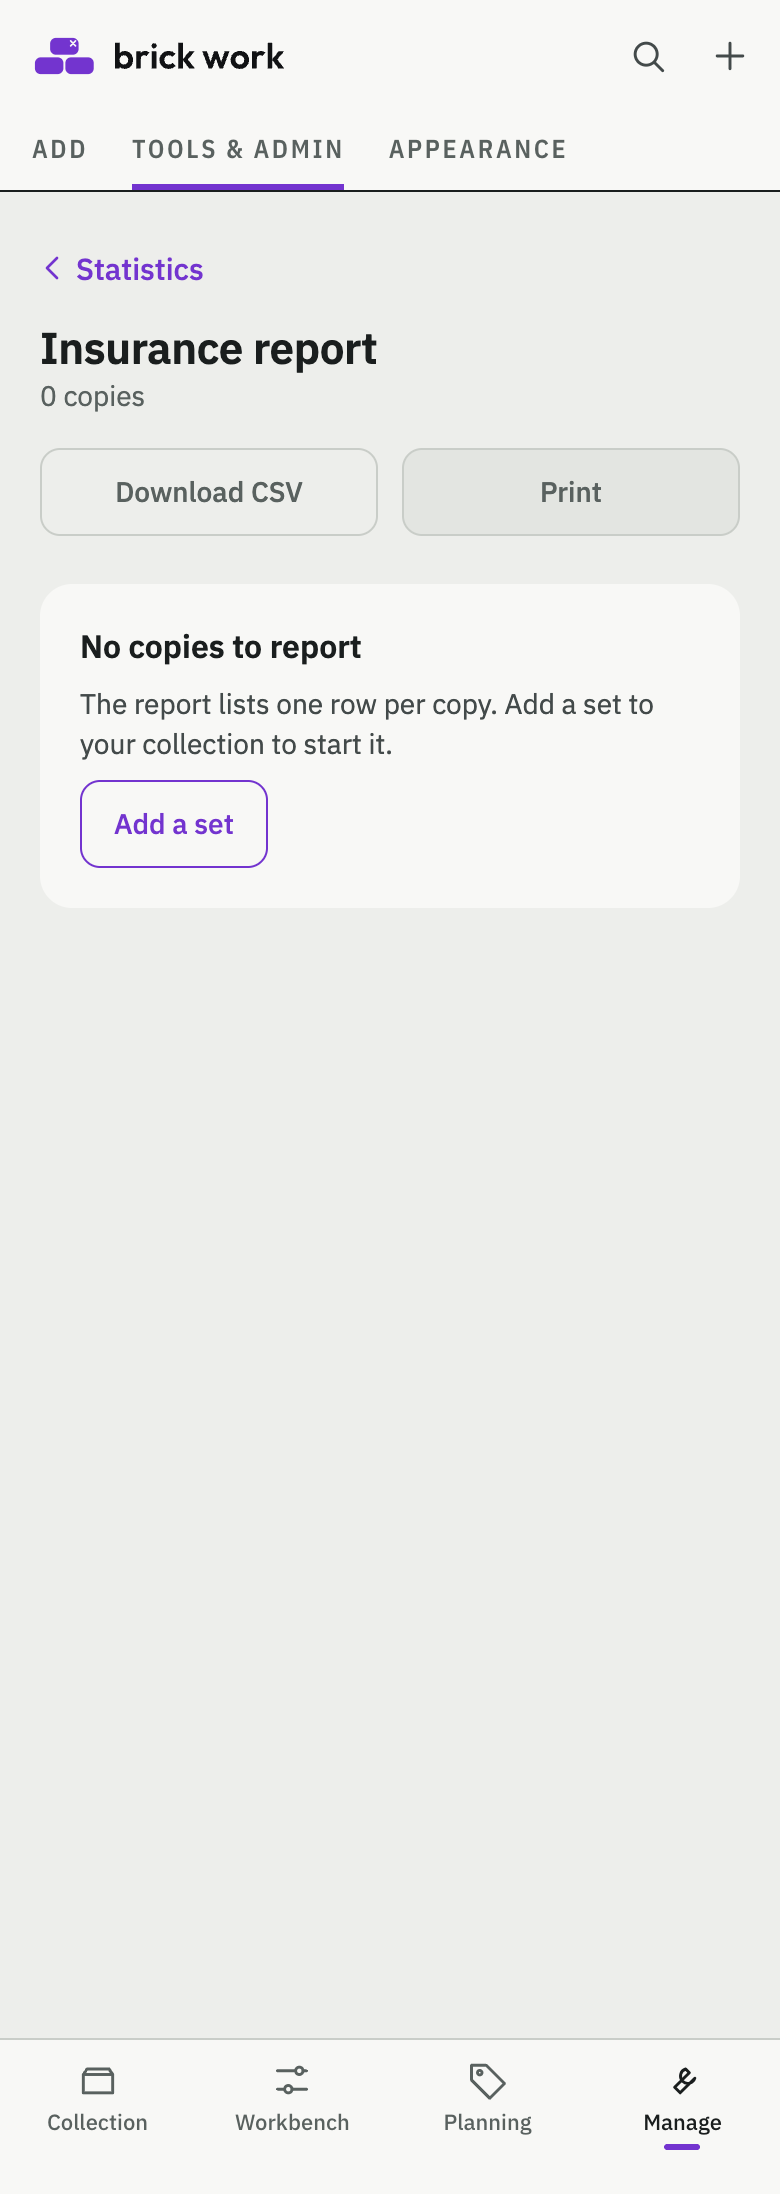 brick work
ADD TOOLS & ADMIN APPEARANCE
Statistics
Insurance report
0 copies
Download CSV Print
No copies to report
The report lists one row per copy. Add a set to
your collection to start it.
Add a set
Collection Workbench Planning Manage